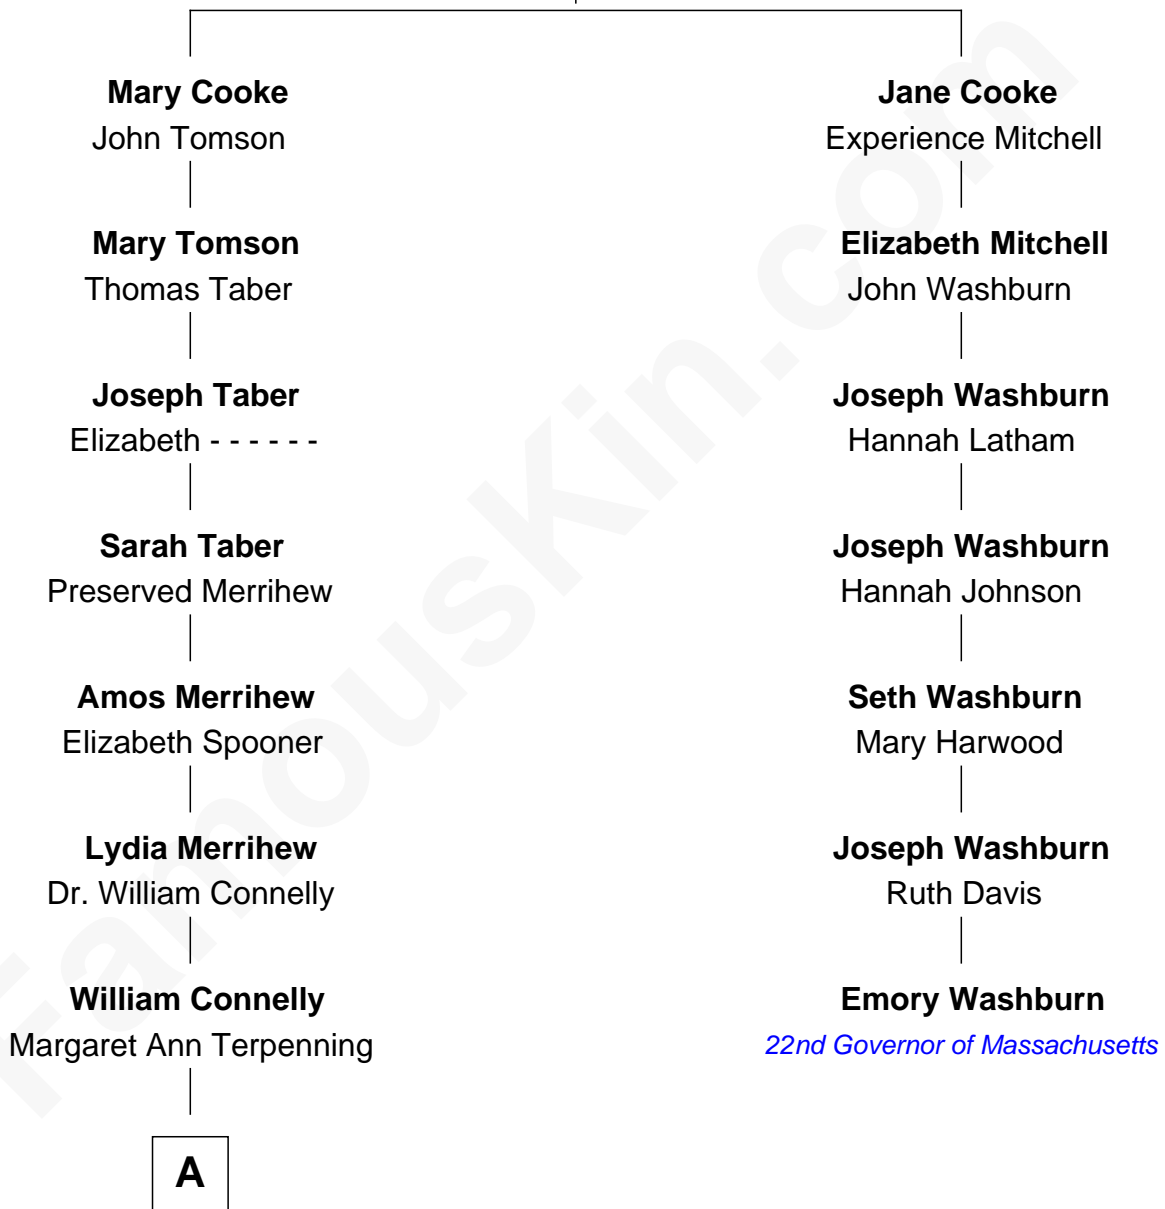 Mary Cooke
John Tomson
Mary Tomson
Thomas Taber
Joseph Taber
Elizabeth - - - - - -
Sarah Taber
Preserved Merrihew
Amos Merrihew
Elizabeth Spooner
Lydia Merrihew
Dr. William Connelly
William Connelly
Margaret Ann Terpenning
A
Jane Cooke
Experience Mitchell
Elizabeth Mitchell
John Washburn
Joseph Washburn
Hannah Latham
Joseph Washburn
Hannah Johnson
Seth Washburn
Mary Harwood
Joseph Washburn
Ruth Davis
Emory Washburn
22nd Governor of Massachusetts
FamousKin.com